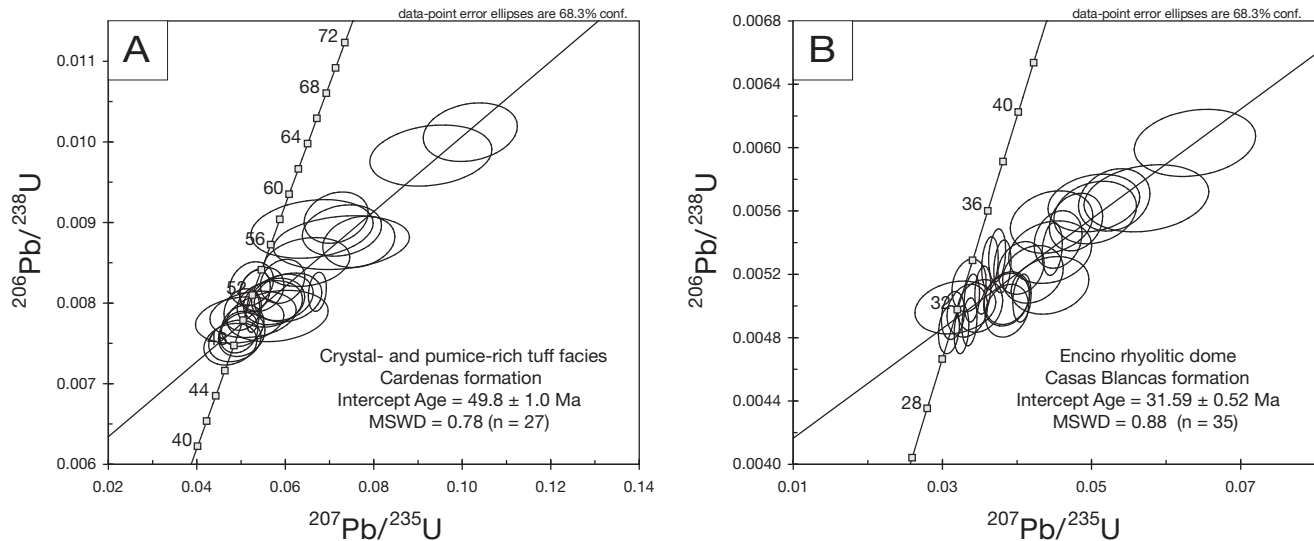 data-point error ellipses are 68.3% conf.
A
0.011
0.010
0.009
0.008
0.007
0.006
206Pb/238U
72
68
64
60
56
52
48
44
40
Crystal- and pumice-rich tuff facies
Cardenas formation
Intercept Age = 49.8 ± 1.0 Ma
MSWD = 0.78 (n = 27)
0.02
0.04
0.06
0.08
0.10
0.12
0.14
207Pb/235U
data-point error ellipses are 68.3% conf.
B
0.0068
0.0064
0.0060
0.0056
0.0052
0.0048
0.0044
0.0040
206Pb/238U
40
36
32
28
Encino rhyolitic dome
Casas Blancas formation
Intercept Age = 31.59 ± 0.52 Ma
MSWD = 0.88 (n = 35)
0.01
0.03
0.05
0.07
207Pb/235U